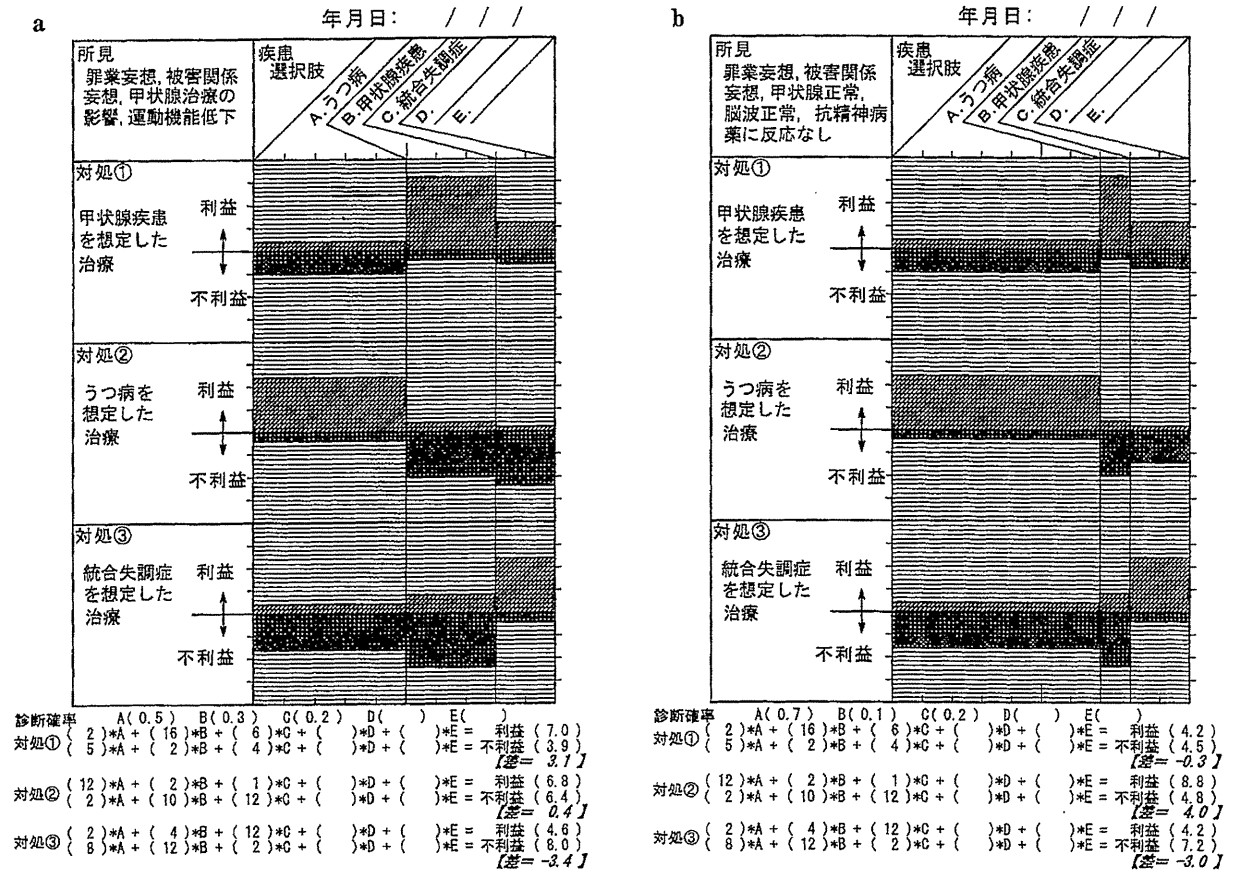 a
年月日: / /
所見
罪業妄想,被害関係
妄想,甲状腺治療の
影響,運動機能低下
疾患
選択肢
A.うつ病
B.甲状腺疾患
C.統合失調症
D.
E.
対処①
甲状腺疾患
を想定した
治療
利益
不利益
対処②
うつ病を
想定した
治療
利益
不利益
対処③
統合失調症
を想定した
治療
利益
不利益
診断確率 A(0.5) B(0.3) C(0.2) D( ) E( )
対処① ( 2)*A + (16)*B + ( 6)*C + ( )*D + ( )*E = 利益 (7.0)
( 5)*A + ( 2)*B + ( 4)*C + ( )*D + ( )*E = 不利益 (3.9)
[差= 3.1]
対処② (12)*A + ( 2)*B + ( 1)*C + ( )*D + ( )*E = 利益 (6.8)
( 2)*A + (10)*B + (12)*C + ( )*D + ( )*E = 不利益 (6.4)
[差= 0.4]
対処③ ( 2)*A + ( 4)*B + (12)*C + ( )*D + ( )*E = 利益 (4.6)
( 8)*A + (12)*B + ( 2)*C + ( )*D + ( )*E = 不利益 (8.0)
[差= -3.4]
b
年月日: / /
所見
罪業妄想,被害関係
妄想,甲状腺正常,
脳波正常, 抗精神病
薬に反応なし
疾患
選択肢
A.うつ病
B.甲状腺疾患
C.統合失調症
D.
E.
対処①
甲状腺疾患
を想定した
治療
利益
不利益
対処②
うつ病を
想定した
治療
利益
不利益
対処③
統合失調症
を想定した
治療
利益
不利益
診断確率 A(0.7) B(0.1) C(0.2) D( ) E( )
対処① ( 2)*A + (16)*B + ( 6)*C + ( )*D + ( )*E = 利益 (4.2)
( 5)*A + ( 2)*B + ( 4)*C + ( )*D + ( )*E = 不利益 (4.5)
[差= -0.3]
対処② (12)*A + ( 2)*B + ( 1)*C + ( )*D + ( )*E = 利益 (8.8)
( 2)*A + (10)*B + (12)*C + ( )*D + ( )*E = 不利益 (4.8)
[差= 4.0]
対処③ ( 2)*A + ( 4)*B + (12)*C + ( )*D + ( )*E = 利益 (4.2)
( 8)*A + (12)*B + ( 2)*C + ( )*D + ( )*E = 不利益 (7.2)
[差= -3.0]